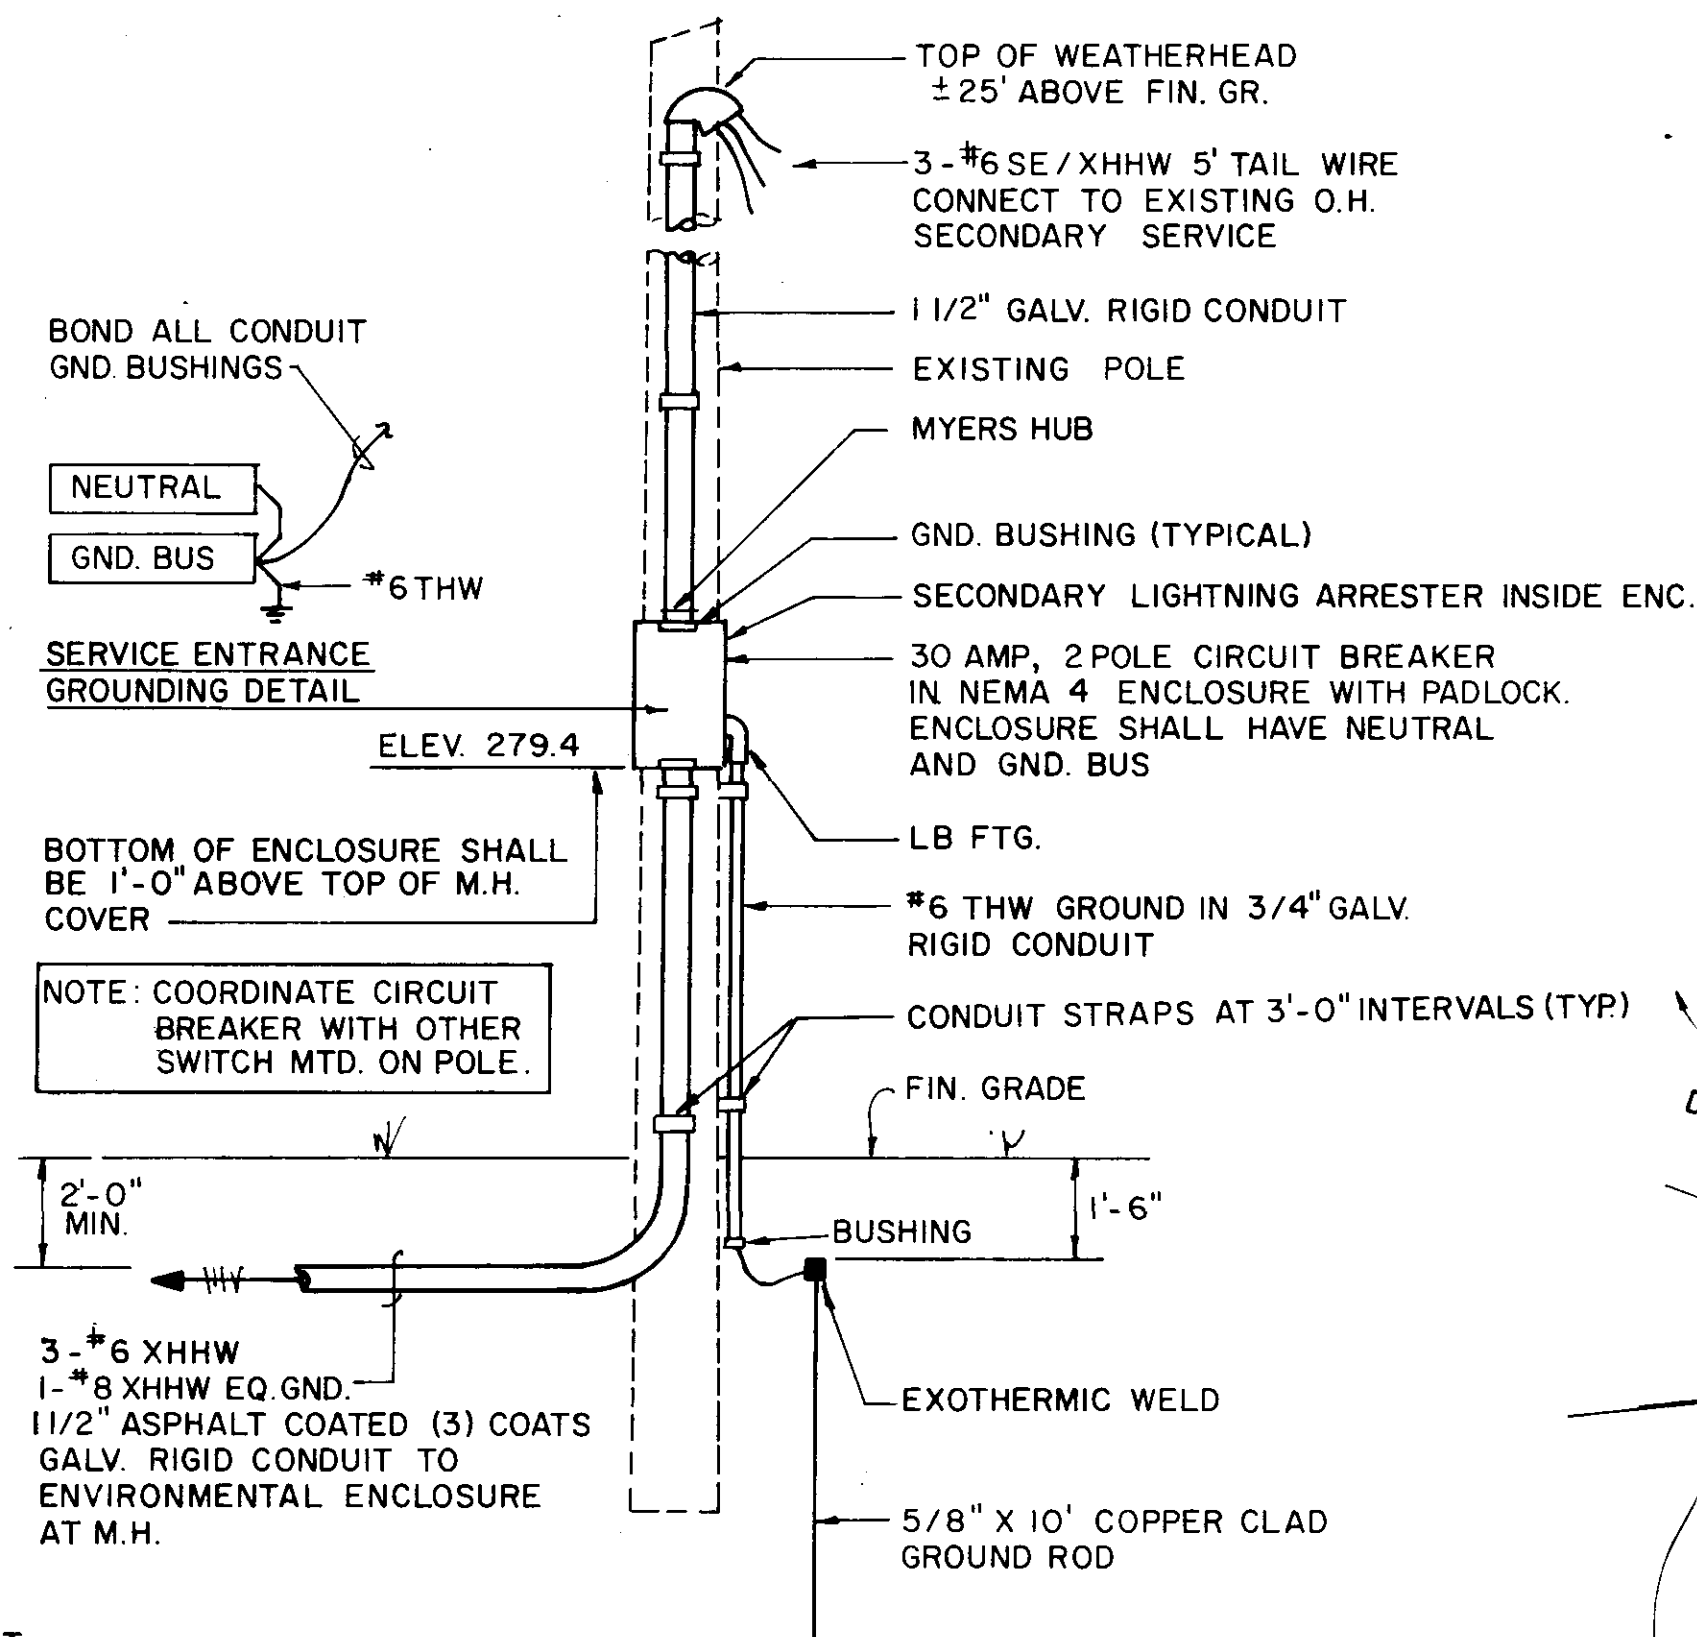 TOP OF WEATHERHEAD
±25' ABOVE FIN. GR.
3-#6 SE/XHHW 5' TAIL WIRE
CONNECT TO EXISTING O.H.
SECONDARY SERVICE
1 1/2" GALV. RIGID CONDUIT
EXISTING POLE
MYERS HUB
GND. BUSHING (TYPICAL)
SECONDARY LIGHTNING ARRESTER INSIDE ENC.
30 AMP, 2 POLE CIRCUIT BREAKER
IN NEMA 4 ENCLOSURE WITH PADLOCK.
ENCLOSURE SHALL HAVE NEUTRAL
AND GND. BUS
LB FTG.
#6 THW GROUND IN 3/4" GALV.
RIGID CONDUIT
CONDUIT STRAPS AT 3'-0" INTERVALS (TYP.)
FIN. GRADE
1'-6"
BUSHING
EXOTHERMIC WELD
5/8" X 10' COPPER CLAD
GROUND ROD
BOND ALL CONDUIT
GND. BUSHINGS
NEUTRAL
GND. BUS
#6 THW
SERVICE ENTRANCE
GROUNDING DETAIL
ELEV. 279.4
BOTTOM OF ENCLOSURE SHALL
BE 1'-0" ABOVE TOP OF M.H.
COVER
NOTE: COORDINATE CIRCUIT
BREAKER WITH OTHER
SWITCH MTD. ON POLE.
2'-0"
MIN.
3-#6 XHHW
1-#8 XHHW EQ. GND.
1 1/2" ASPHALT COATED (3) COATS
GALV. RIGID CONDUIT TO
ENVIRONMENTAL ENCLOSURE
AT M.H.